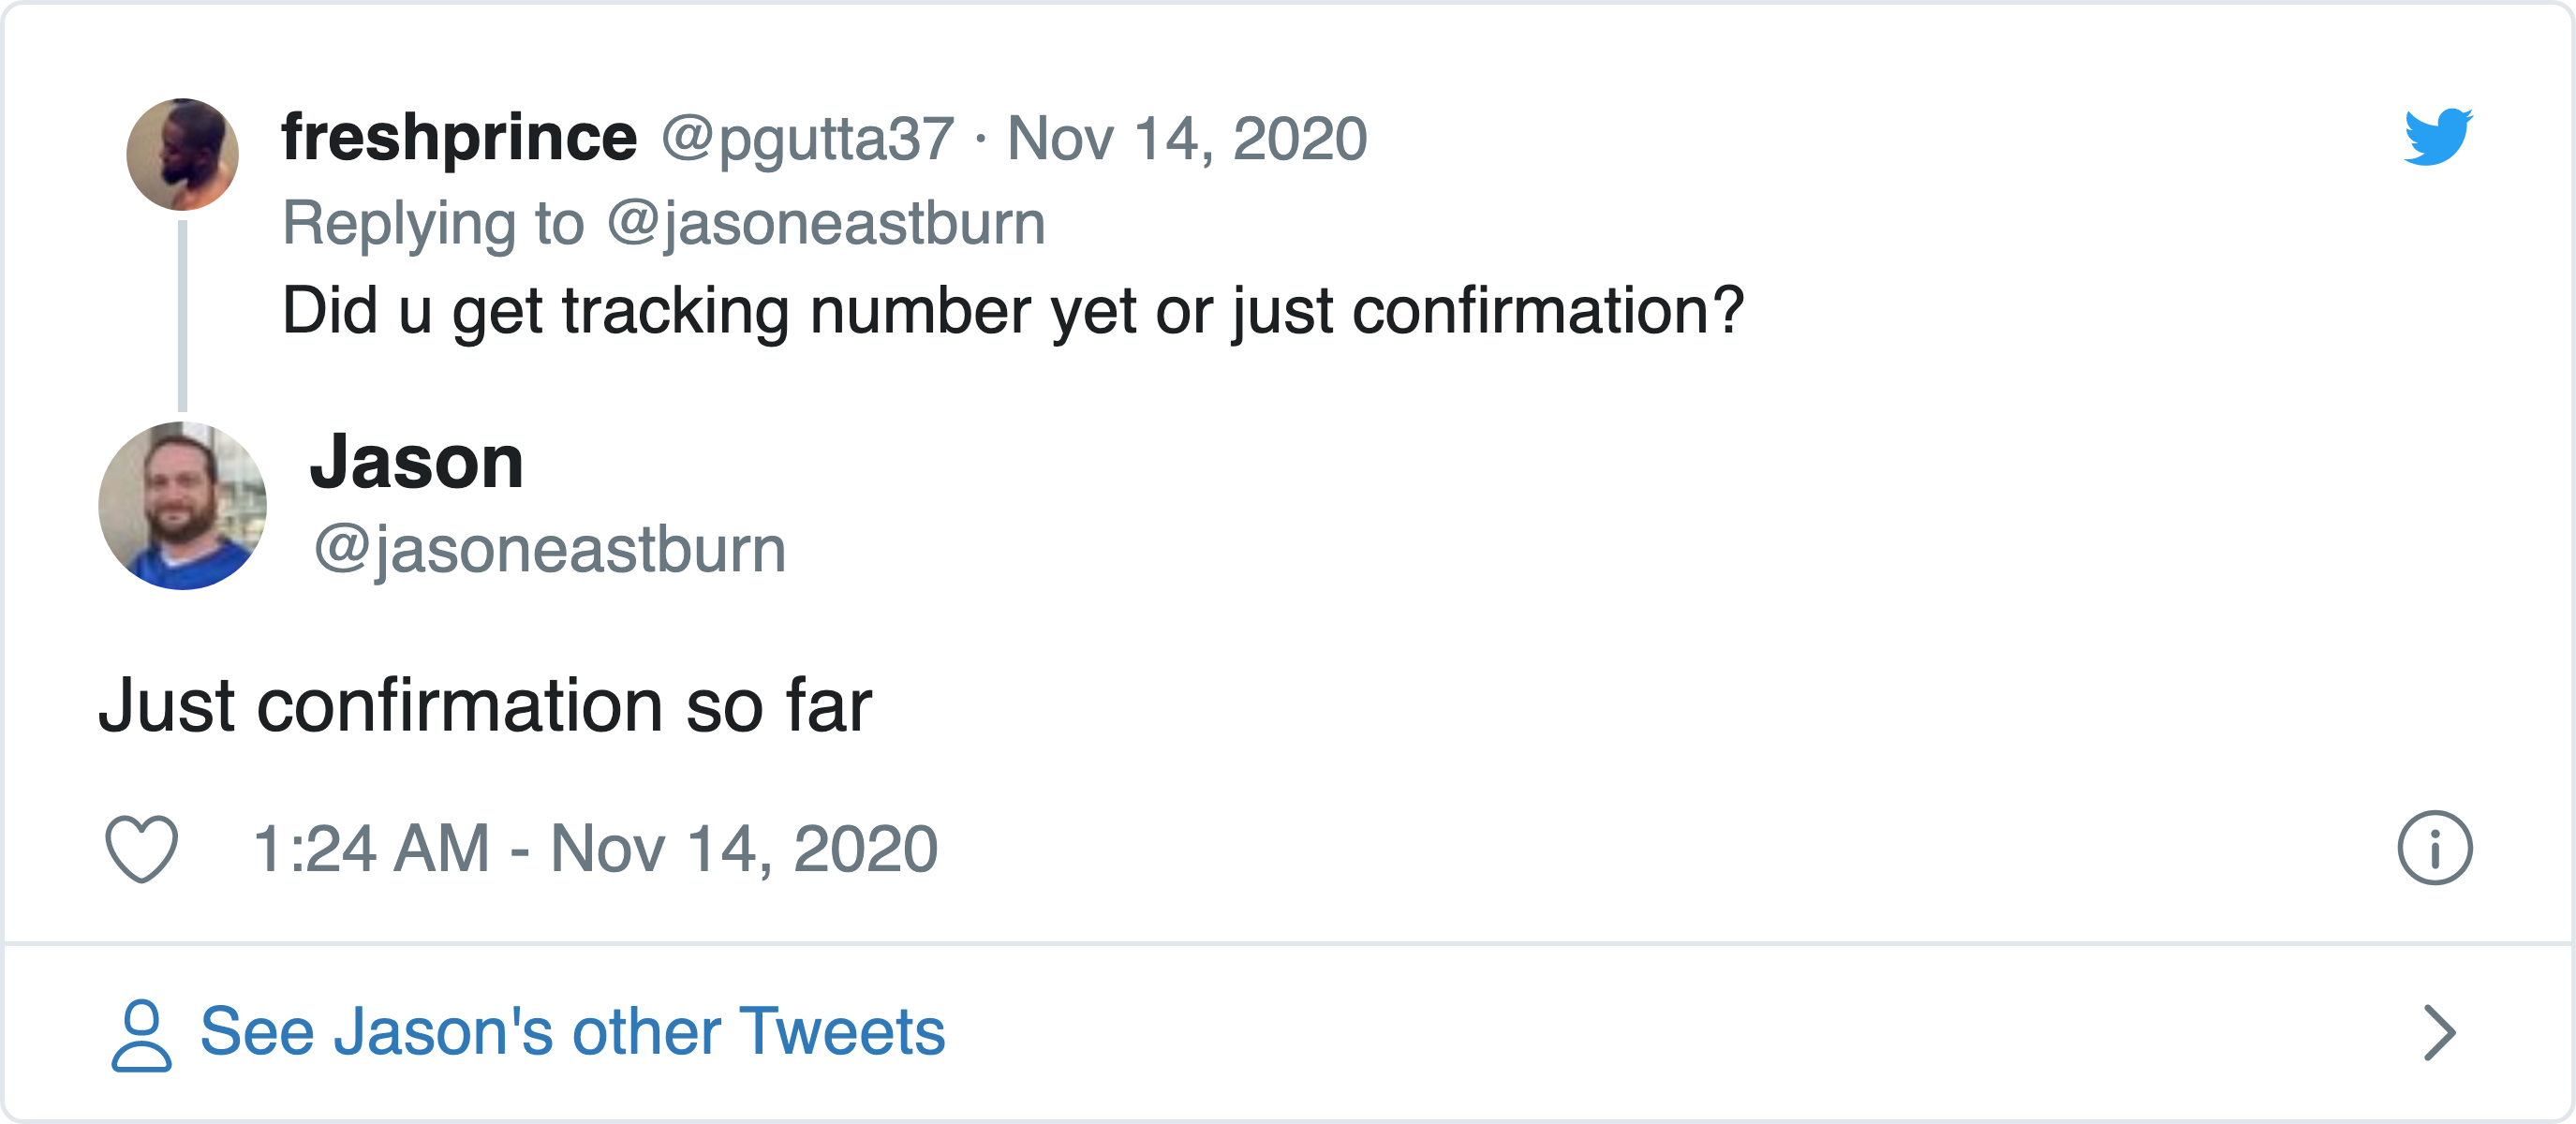 freshprince @pgutta37 · Nov 14, 2020
Replying to @jasoneastburn
Did u get tracking number yet or just confirmation?
Jason
@jasoneastburn
Just confirmation so far
1:24 AM - Nov 14, 2020
See Jason's other Tweets